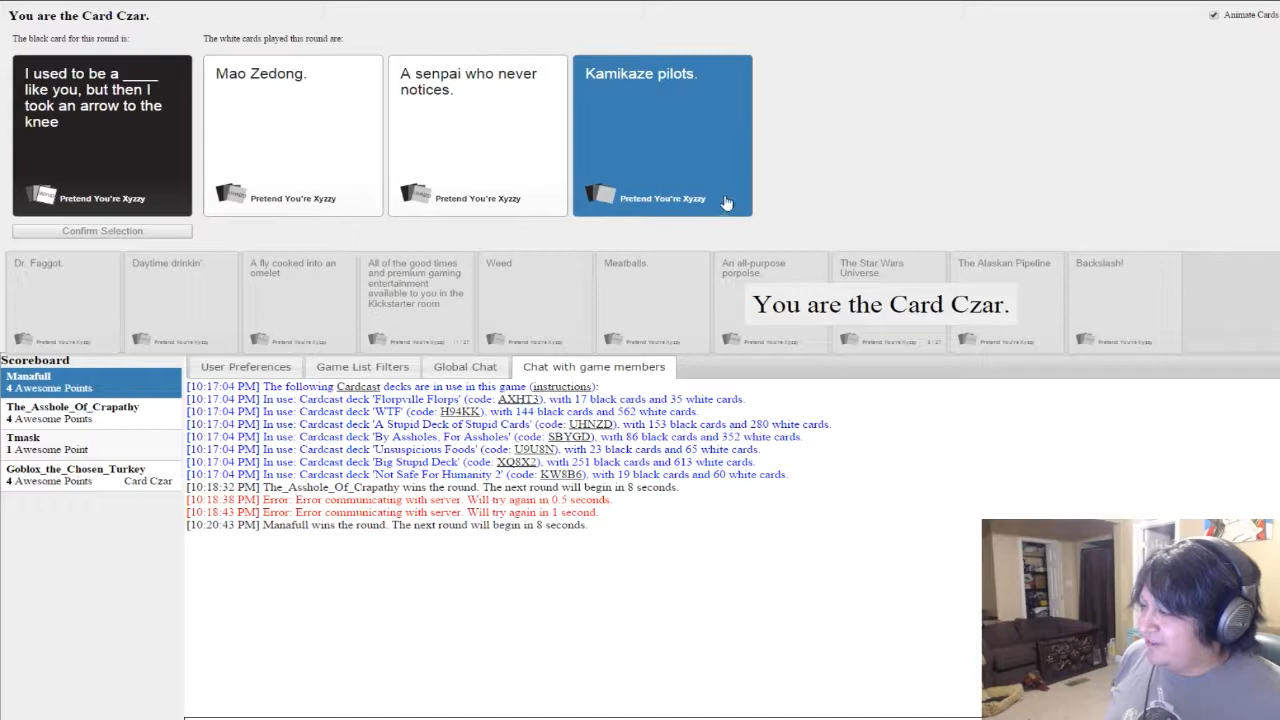 You are the Card Czar.
Animate Cards
The black card for this round is:
The white cards played this round are:
I used to be a ____
like you, but then I
took an arrow to the
knee
Pretend You're Xyzzy
Mao Zedong.
Pretend You're Xyzzy
A senpai who never
notices.
Pretend You're Xyzzy
Kamikaze pilots.
Pretend You're Xyzzy
Confirm Selection
Dr. Faggot.
Daytime drinkin'
A fly cooked into an
omelet
All of the good times
and premium gaming
entertainment
available to you in the
Kickstarter room
Weed
Meatballs.
An all-purpose
porpoise.
The Star Wars
Universe.
The Alaskan Pipeline
Backslash!
You are the Card Czar.
Scoreboard
Manafull
4 Awesome Points
The_Asshole_Of_Crapathy
4 Awesome Points
Tmask
1 Awesome Point
Goblox_the_Chosen_Turkey
4 Awesome Points Card Czar
User Preferences
Game List Filters
Global Chat
Chat with game members
[10:17:04 PM] The following Cardcast decks are in use in this game (instructions):
[10:17:04 PM] In use: Cardcast deck 'Florpville Florps' (code: AXHT3), with 17 black cards and 35 white cards.
[10:17:04 PM] In use: Cardcast deck 'WTF' (code: H94KK), with 144 black cards and 562 white cards.
[10:17:04 PM] In use: Cardcast deck 'A Stupid Deck of Stupid Cards' (code: UHNZD), with 153 black cards and 280 white cards.
[10:17:04 PM] In use: Cardcast deck 'By Assholes, For Assholes' (code: SBYGD), with 86 black cards and 352 white cards.
[10:17:04 PM] In use: Cardcast deck 'Unsuspicious Foods' (code: U9U8N), with 23 black cards and 65 white cards.
[10:17:04 PM] In use: Cardcast deck 'Big Stupid Deck' (code: XQ8X2), with 251 black cards and 613 white cards.
[10:17:04 PM] In use: Cardcast deck 'Not Safe For Humanity 2' (code: KW8B6), with 19 black cards and 60 white cards.
[10:18:32 PM] The_Asshole_Of_Crapathy wins the round. The next round will begin in 8 seconds.
[10:18:38 PM] Error: Error communicating with server. Will try again in 0.5 seconds.
[10:18:43 PM] Error: Error communicating with server. Will try again in 1 second.
[10:20:43 PM] Manafull wins the round. The next round will begin in 8 seconds.